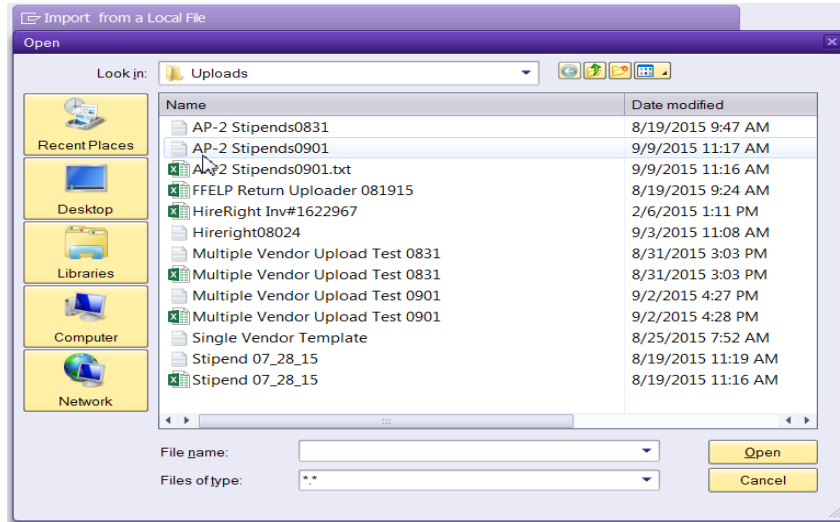 Import from a Local File
Open
Look in: Uploads
Name Date modified
AP-2 Stipends0831 8/19/2015 9:47 AM
AP-2 Stipends0901 9/9/2015 11:17 AM
AP-2 Stipends0901.txt 9/9/2015 11:16 AM
FFELP Return Uploader 081915 8/19/2015 9:24 AM
HireRight Inv#1622967 2/6/2015 1:11 PM
Hireright08024 9/3/2015 11:08 AM
Multiple Vendor Upload Test 0831 8/31/2015 3:03 PM
Multiple Vendor Upload Test 0831 8/31/2015 3:03 PM
Multiple Vendor Upload Test 0901 9/2/2015 4:27 PM
Multiple Vendor Upload Test 0901 9/2/2015 4:28 PM
Single Vendor Template 8/25/2015 7:52 AM
Stipend 07_28_15 8/19/2015 11:19 AM
Stipend 07_28_15 8/19/2015 11:16 AM
Recent Places
Desktop
Libraries
Computer
Network
File name: Open
Files of type: *.* Cancel